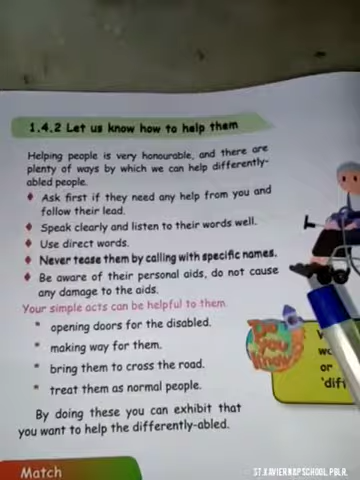 1.4.2 Let us know how to help them
Helping people is very honourable, and there are
plenty of ways by which we can help differently-
abled people.
Ask first if they need any help from you and
follow their lead.
Speak clearly and listen to their words well.
Use direct words.
Never tease them by calling with specific names.
Be aware of their personal aids, do not cause
any damage to the aids.
Your simple acts can be helpful to them.
* opening doors for the disabled.
* making way for them.
* bring them to cross the road.
* treat them as normal people.
By doing these you can exhibit that
you want to help the differently-abled.
Do
You
Know
or
Match
ST.XAVIER NAP SCHOOL, PBLR.